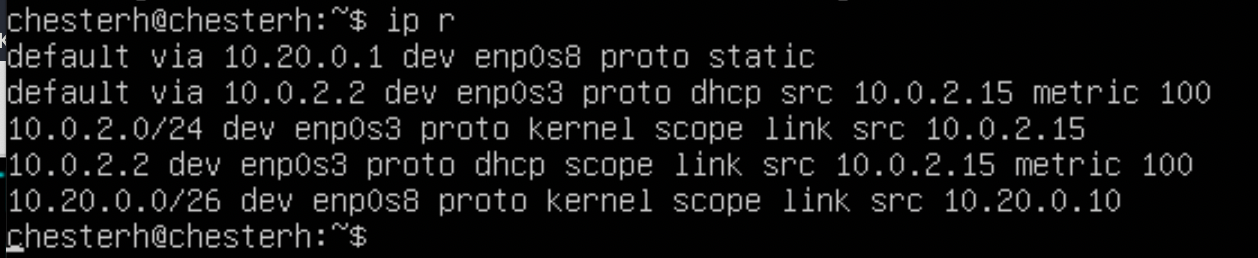 chesterh@chesterh:~$ ip r
default via 10.20.0.1 dev enp0s8 proto static
default via 10.0.2.2 dev enp0s3 proto dhcp src 10.0.2.15 metric 100
10.0.2.0/24 dev enp0s3 proto kernel scope link src 10.0.2.15
10.0.2.2 dev enp0s3 proto dhcp scope link src 10.0.2.15 metric 100
10.20.0.0/26 dev enp0s8 proto kernel scope link src 10.20.0.10
chesterh@chesterh:~$